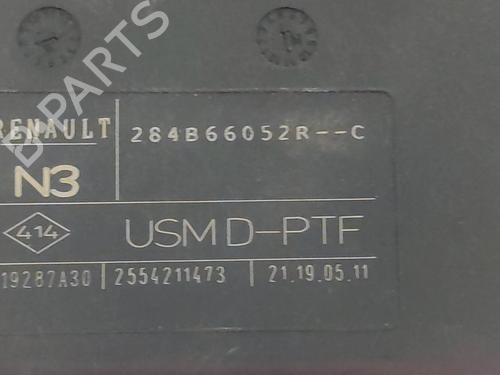 RENAULT
284B66052R--C
N3
414
USM D-PTF
19287A30
2554211473
21.19.05.11
B-PARTS